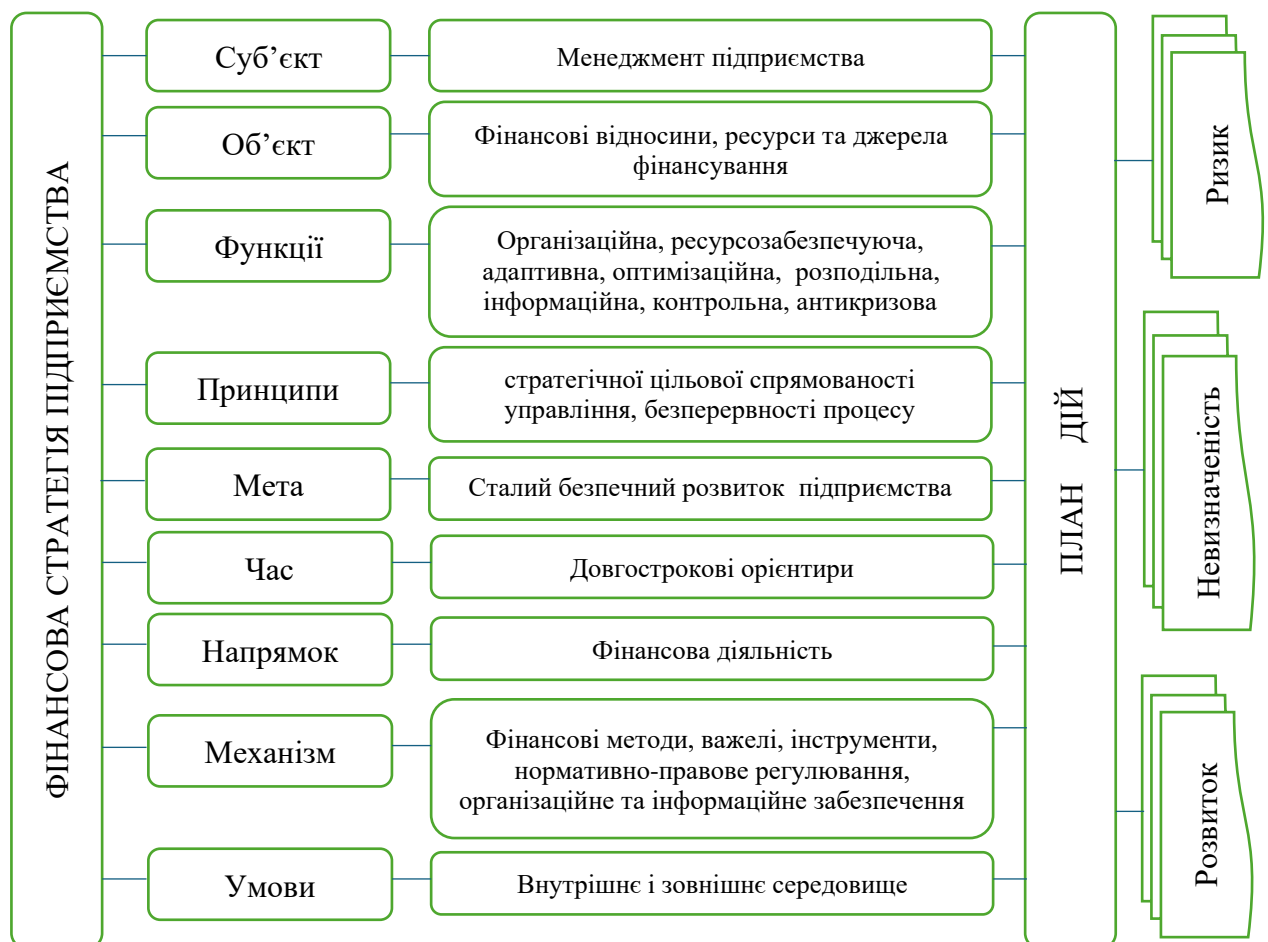 ФІНАНСОВА СТРАТЕГІЯ ПІДПРИЄМСТВА
Суб’єкт
Менеджмент підприємства
Об’єкт
Фінансові відносини, ресурси та джерела
фінансування
Функції
Організаційна, ресурсозабезпечуюча,
адаптивна, оптимізаційна, розподільна,
інформаційна, контрольна, антикризова
Принципи
стратегічної цільової спрямованості
управління, безперервності процесу
Мета
Сталий безпечний розвиток підприємства
Час
Довгострокові орієнтири
Напрямок
Фінансова діяльність
Механізм
Фінансові методи, важелі, інструменти,
нормативно-правове регулювання,
організаційне та інформаційне забезпечення
Умови
Внутрішнє і зовнішнє середовище
ПЛАН ДІЙ
Ризик
Невизначеність
Розвиток